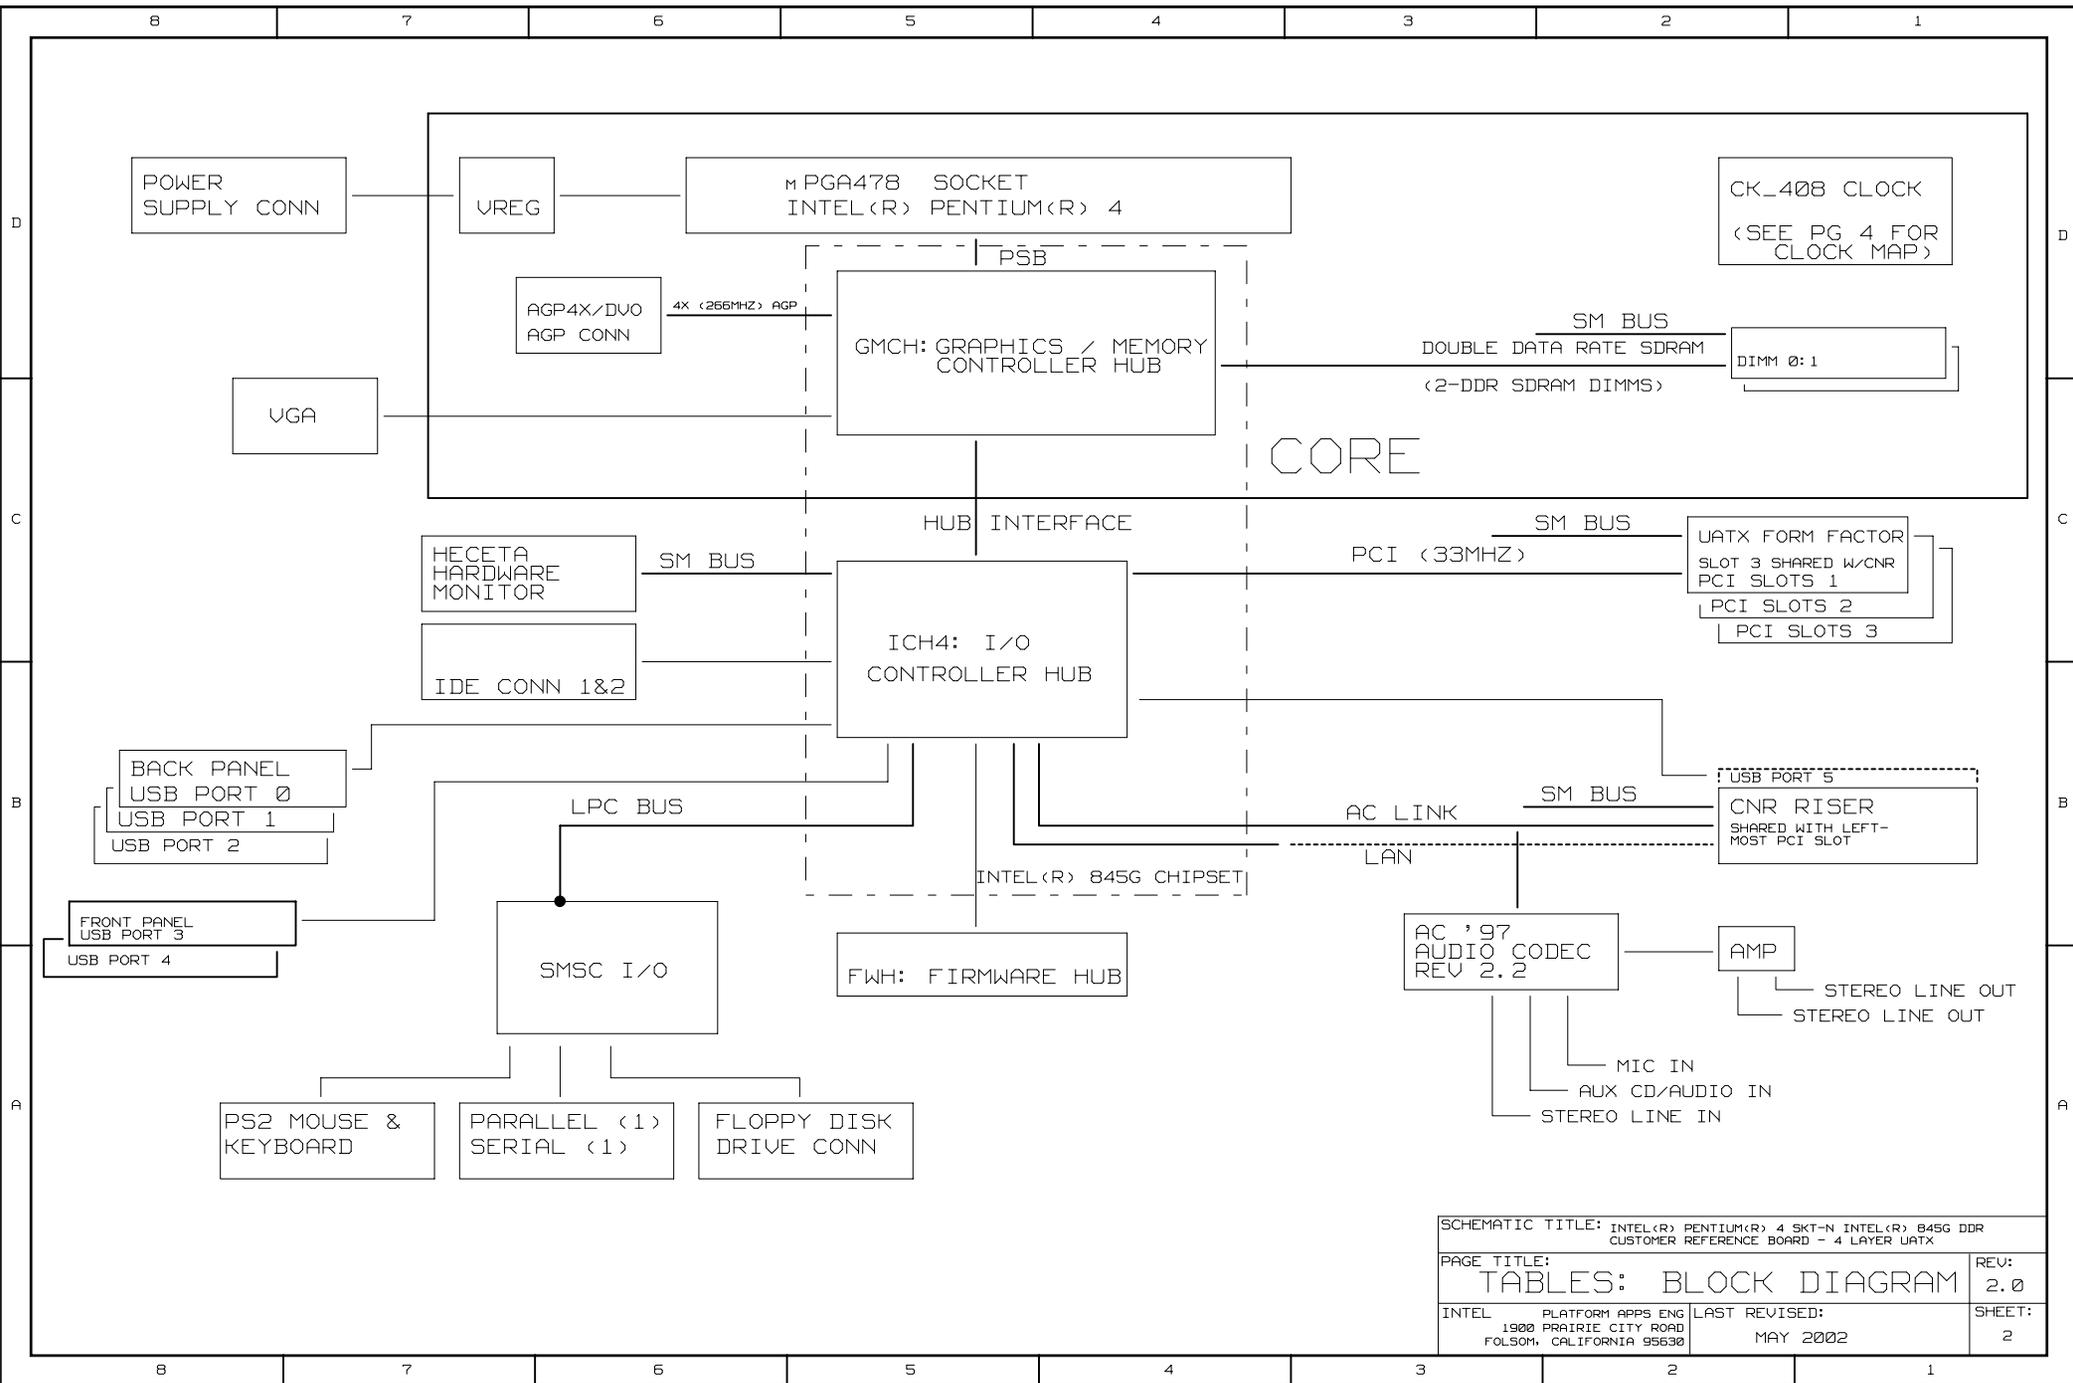 8 7 6 5 4 3 2 1
D
C
B
A
D
C
B
A
POWER
SUPPLY CONN
VREG
MPGA478 SOCKET
INTEL(R) PENTIUM(R) 4
CK_408 CLOCK
(SEE PG 4 FOR
CLOCK MAP)
PSB
AGP4X/DVO
AGP CONN
4X (266MHZ) AGP
GMCH: GRAPHICS / MEMORY
CONTROLLER HUB
SM BUS
DOUBLE DATA RATE SDRAM
(2-DDR SDRAM DIMMS)
DIMM 0:1
VGA
CORE
HUB INTERFACE
HECETA
HARDWARE
MONITOR
SM BUS
SM BUS
PCI (33MHZ)
UATX FORM FACTOR
SLOT 3 SHARED W/CNR
PCI SLOTS 1
PCI SLOTS 2
PCI SLOTS 3
ICH4: I/O
CONTROLLER HUB
IDE CONN 1&2
BACK PANEL
USB PORT 0
USB PORT 1
USB PORT 2
LPC BUS
USB PORT 5
SM BUS
CNR RISER
SHARED WITH LEFT-
MOST PCI SLOT
AC LINK
LAN
INTEL(R) 845G CHIPSET
FRONT PANEL
USB PORT 3
USB PORT 4
SMSC I/O
FWH: FIRMWARE HUB
AC '97
AUDIO CODEC
REV 2.2
AMP
STEREO LINE OUT
STEREO LINE OUT
MIC IN
AUX CD/AUDIO IN
STEREO LINE IN
PS2 MOUSE &
KEYBOARD
PARALLEL (1)
SERIAL (1)
FLOPPY DISK
DRIVE CONN
SCHEMATIC TITLE: INTEL(R) PENTIUM(R) 4 SKT-N INTEL(R) 845G DDR
CUSTOMER REFERENCE BOARD - 4 LAYER UATX
PAGE TITLE:
TABLES: BLOCK DIAGRAM
REV:
2.0
INTEL PLATFORM APPS ENG
1900 PRAIRIE CITY ROAD
FOLSOM, CALIFORNIA 95630
LAST REVISED:
MAY 2002
SHEET:
2
8 7 6 5 4 3 2 1